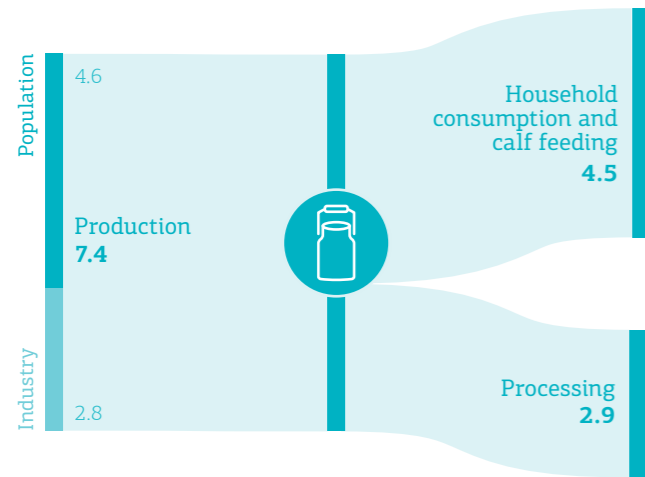 Population
4.6
Production
7.4
Industry
2.8
Household
consumption and
calf feeding
4.5
Processing
2.9